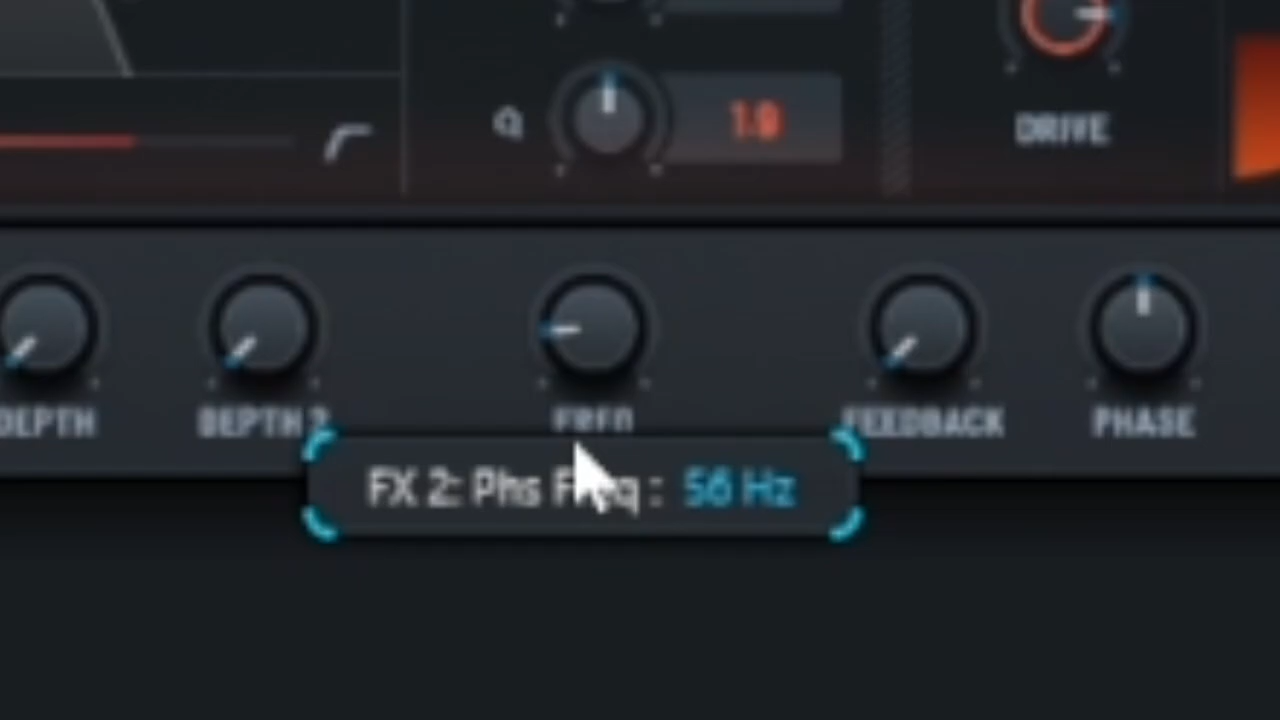 Q 1.0
DRIVE
DEPTH
DEPTH 2
FREQ
FEEDBACK
PHASE
FX 2: Phs Freq : 56 Hz